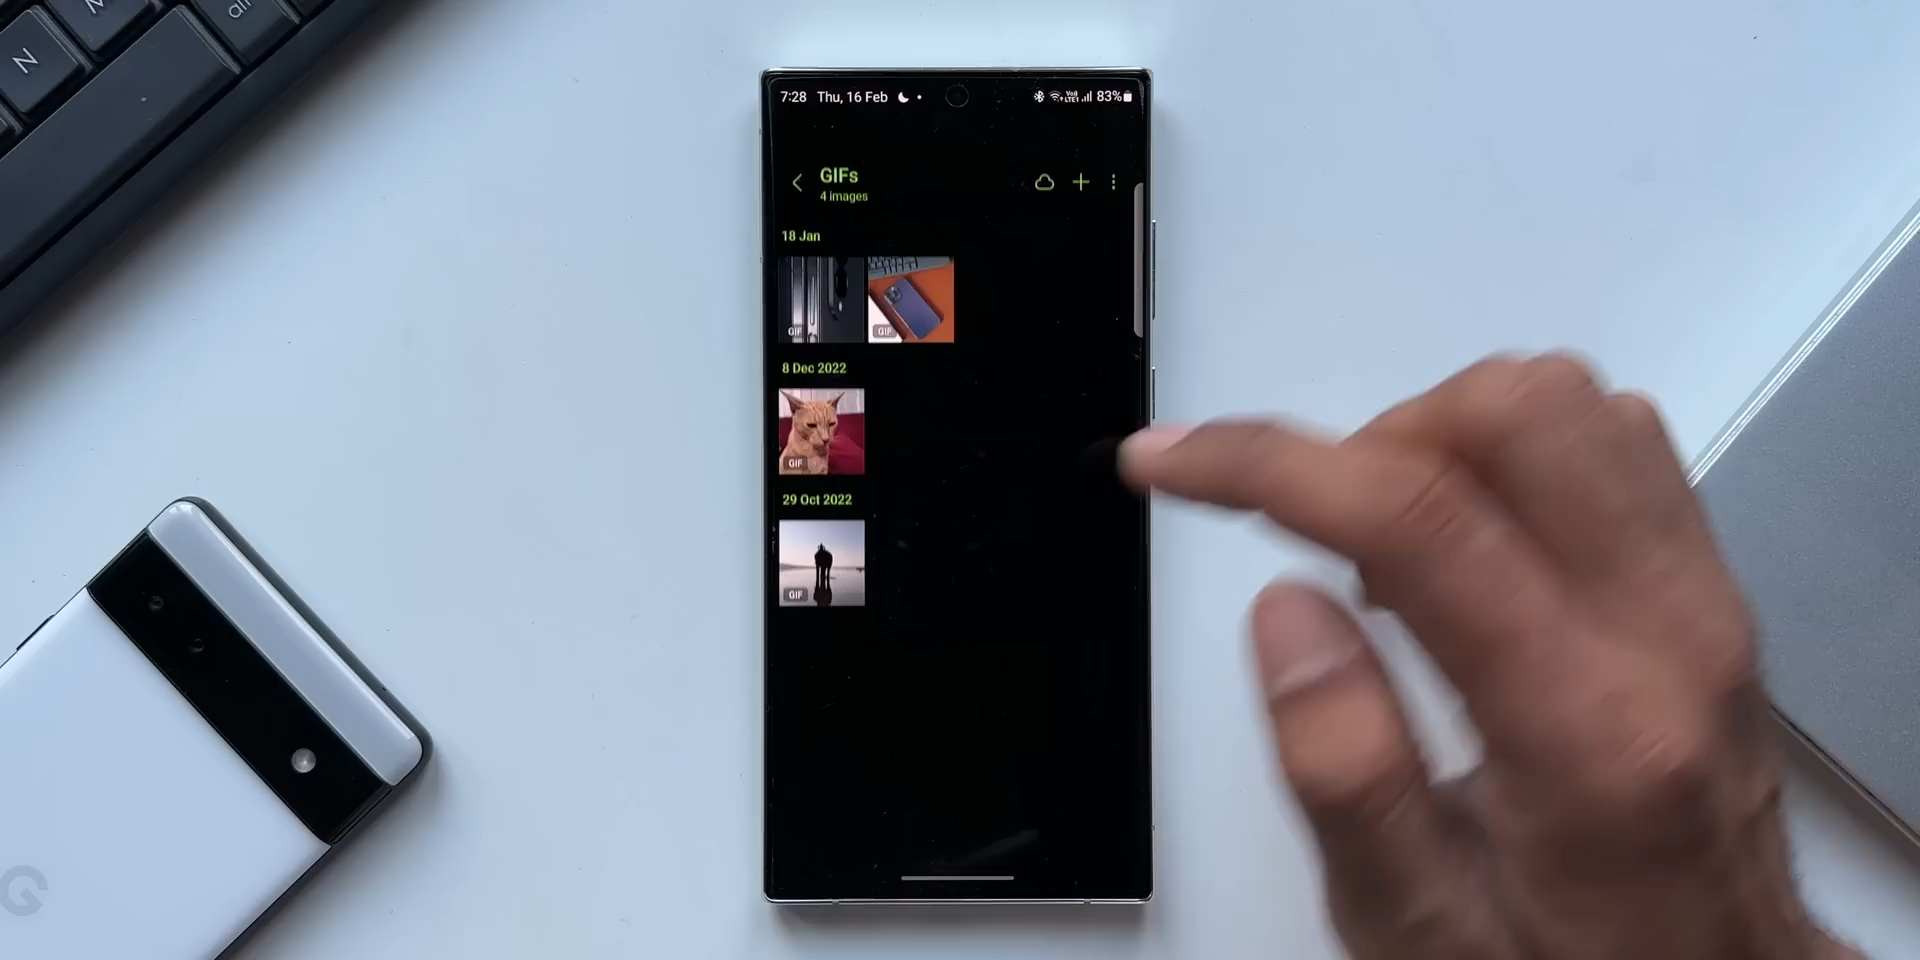 N
M
alt
7:28 Thu, 16 Feb 83%
GIFs
4 images
18 Jan
GIF
GIF
8 Dec 2022
GIF
29 Oct 2022
GIF
G